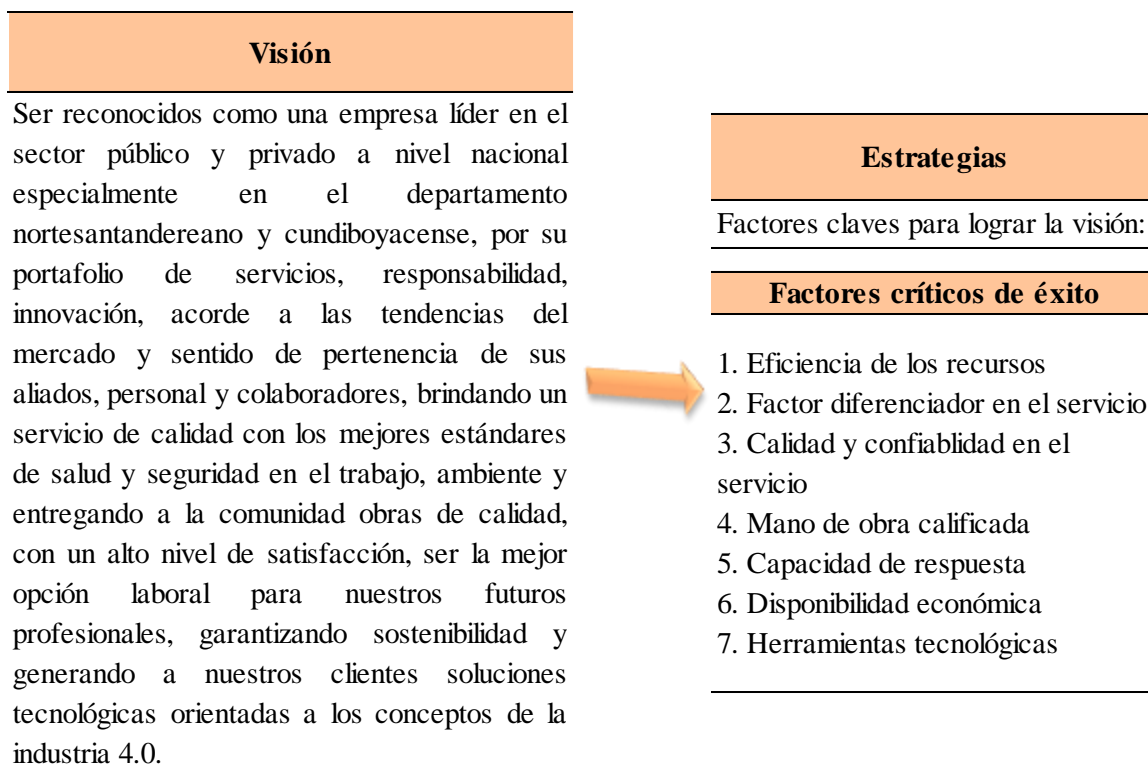 Visión
Ser reconocidos como una empresa líder en el
sector público y privado a nivel nacional
especialmente en el departamento
nortesantandereano y cundiboyacense, por su
portafolio de servicios, responsabilidad,
innovación, acorde a las tendencias del
mercado y sentido de pertenencia de sus
aliados, personal y colaboradores, brindando un
servicio de calidad con los mejores estándares
de salud y seguridad en el trabajo, ambiente y
entregando a la comunidad obras de calidad,
con un alto nivel de satisfacción, ser la mejor
opción laboral para nuestros futuros
profesionales, garantizando sostenibilidad y
generando a nuestros clientes soluciones
tecnológicas orientadas a los conceptos de la
industria 4.0.
Estrategias
Factores claves para lograr la visión:
Factores críticos de éxito
1. Eficiencia de los recursos
2. Factor diferenciador en el servicio
3. Calidad y confiablidad en el
servicio
4. Mano de obra calificada
5. Capacidad de respuesta
6. Disponibilidad económica
7. Herramientas tecnológicas